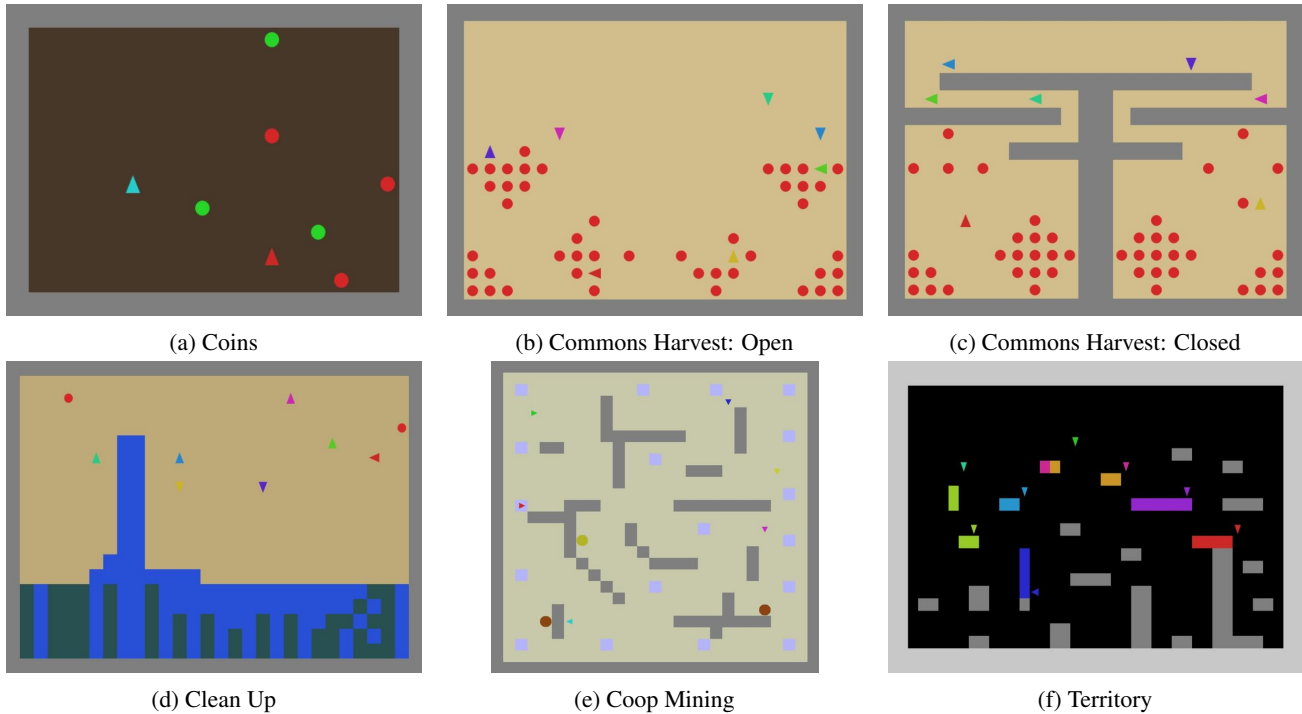 (a) Coins
(b) Commons Harvest: Open
(c) Commons Harvest: Closed
(d) Clean Up
(e) Coop Mining
(f) Territory